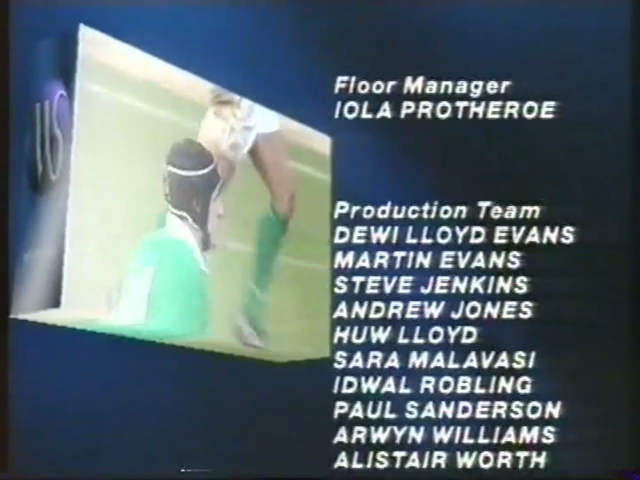 Floor Manager
IOLA PROTHEROE
Production Team
DEWI LLOYD EVANS
MARTIN EVANS
STEVE JENKINS
ANDREW JONES
HUW LLOYD
SARA MALAVASI
IDWAL ROBLING
PAUL SANDERSON
ARWYN WILLIAMS
ALISTAIR WORTH